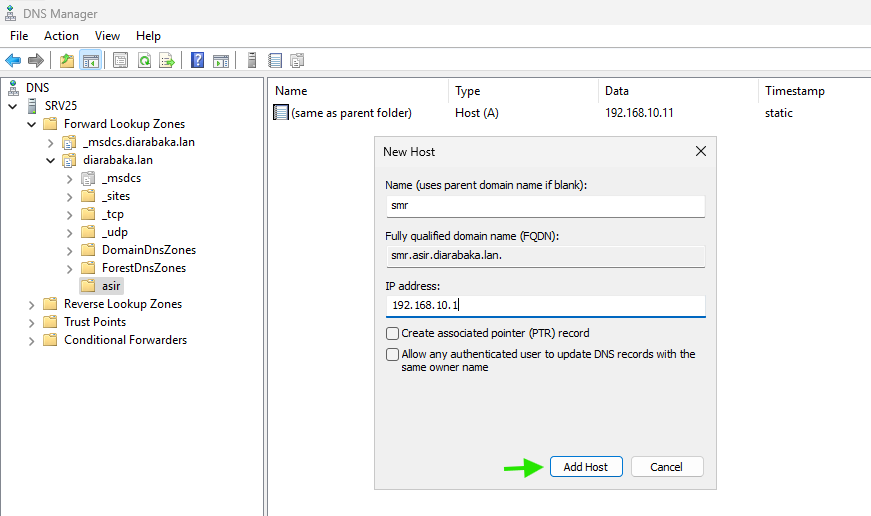 DNS Manager
File Action View Help
DNS
SRV25
Forward Lookup Zones
_msdcs.diarabaka.lan
diarabaka.lan
_msdcs
_sites
_tcp
_udp
DomainDnsZones
ForestDnsZones
asir
Reverse Lookup Zones
Trust Points
Conditional Forwarders
Name Type Data Timestamp
(same as parent folder) Host (A) 192.168.10.11 static
New Host
Name (uses parent domain name if blank):
smr
Fully qualified domain name (FQDN):
smr.asir.diarabaka.lan.
IP address:
192.168.10.1
Create associated pointer (PTR) record
Allow any authenticated user to update DNS records with the
same owner name
Add Host Cancel